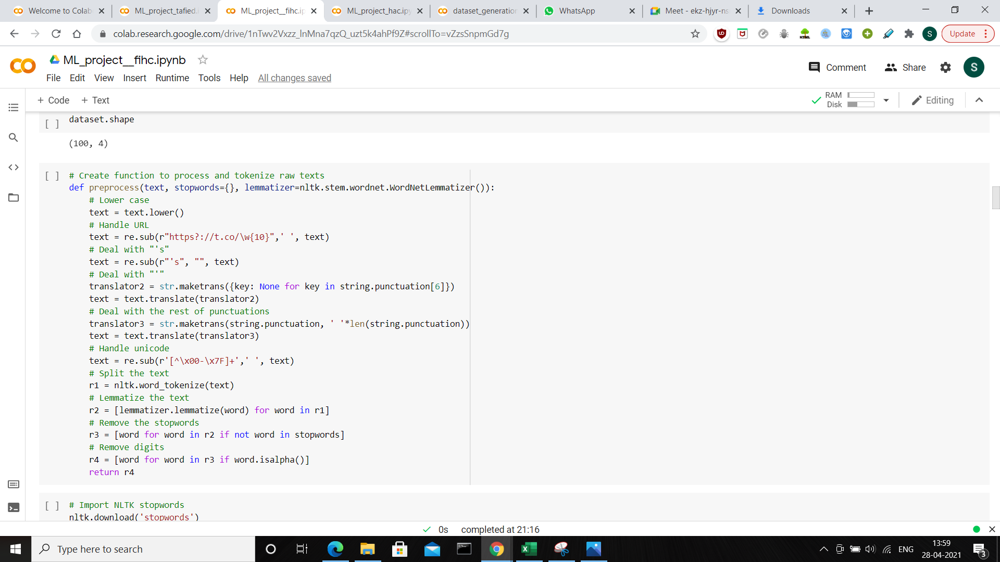 Welcome to Colab
ML_project_tafied.i
ML_project__fihc.ip
ML_project_hac.ipy
dataset_generation
WhatsApp
Meet - ekz-hjyr-ns
Downloads
colab.research.google.com/drive/1nTwv2Vxzz_lnMna7qzQ_uzt5k4ahPf9Z#scrollTo=vZzsSnpmGd7g
HTML
S
Update
ML_project__fihc.ipynb
Comment
Share
S
File Edit View Insert Runtime Tools Help All changes saved
+ Code + Text
RAM
Disk
Editing
[ ] dataset.shape
(100, 4)
[ ] # Create function to process and tokenize raw texts
def preprocess(text, stopwords={}, lemmatizer=nltk.stem.wordnet.WordNetLemmatizer()):
# Lower case
text = text.lower()
# Handle URL
text = re.sub(r"https?://t.co/\w{10}",' ', text)
# Deal with "'s"
text = re.sub(r"'s", "", text)
# Deal with "'"
translator2 = str.maketrans({key: None for key in string.punctuation[6]})
text = text.translate(translator2)
# Deal with the rest of punctuations
translator3 = str.maketrans(string.punctuation, ' '*len(string.punctuation))
text = text.translate(translator3)
# Handle unicode
text = re.sub(r'[^\x00-\x7F]+',' ', text)
# Split the text
r1 = nltk.word_tokenize(text)
# Lemmatize the text
r2 = [lemmatizer.lemmatize(word) for word in r1]
# Remove the stopwords
r3 = [word for word in r2 if not word in stopwords]
# Remove digits
r4 = [word for word in r3 if word.isalpha()]
return r4
[ ] # Import NLTK stopwords
nltk.download('stopwords')
0s completed at 21:16
Type here to search
ENG
13:59
28-04-2021
3